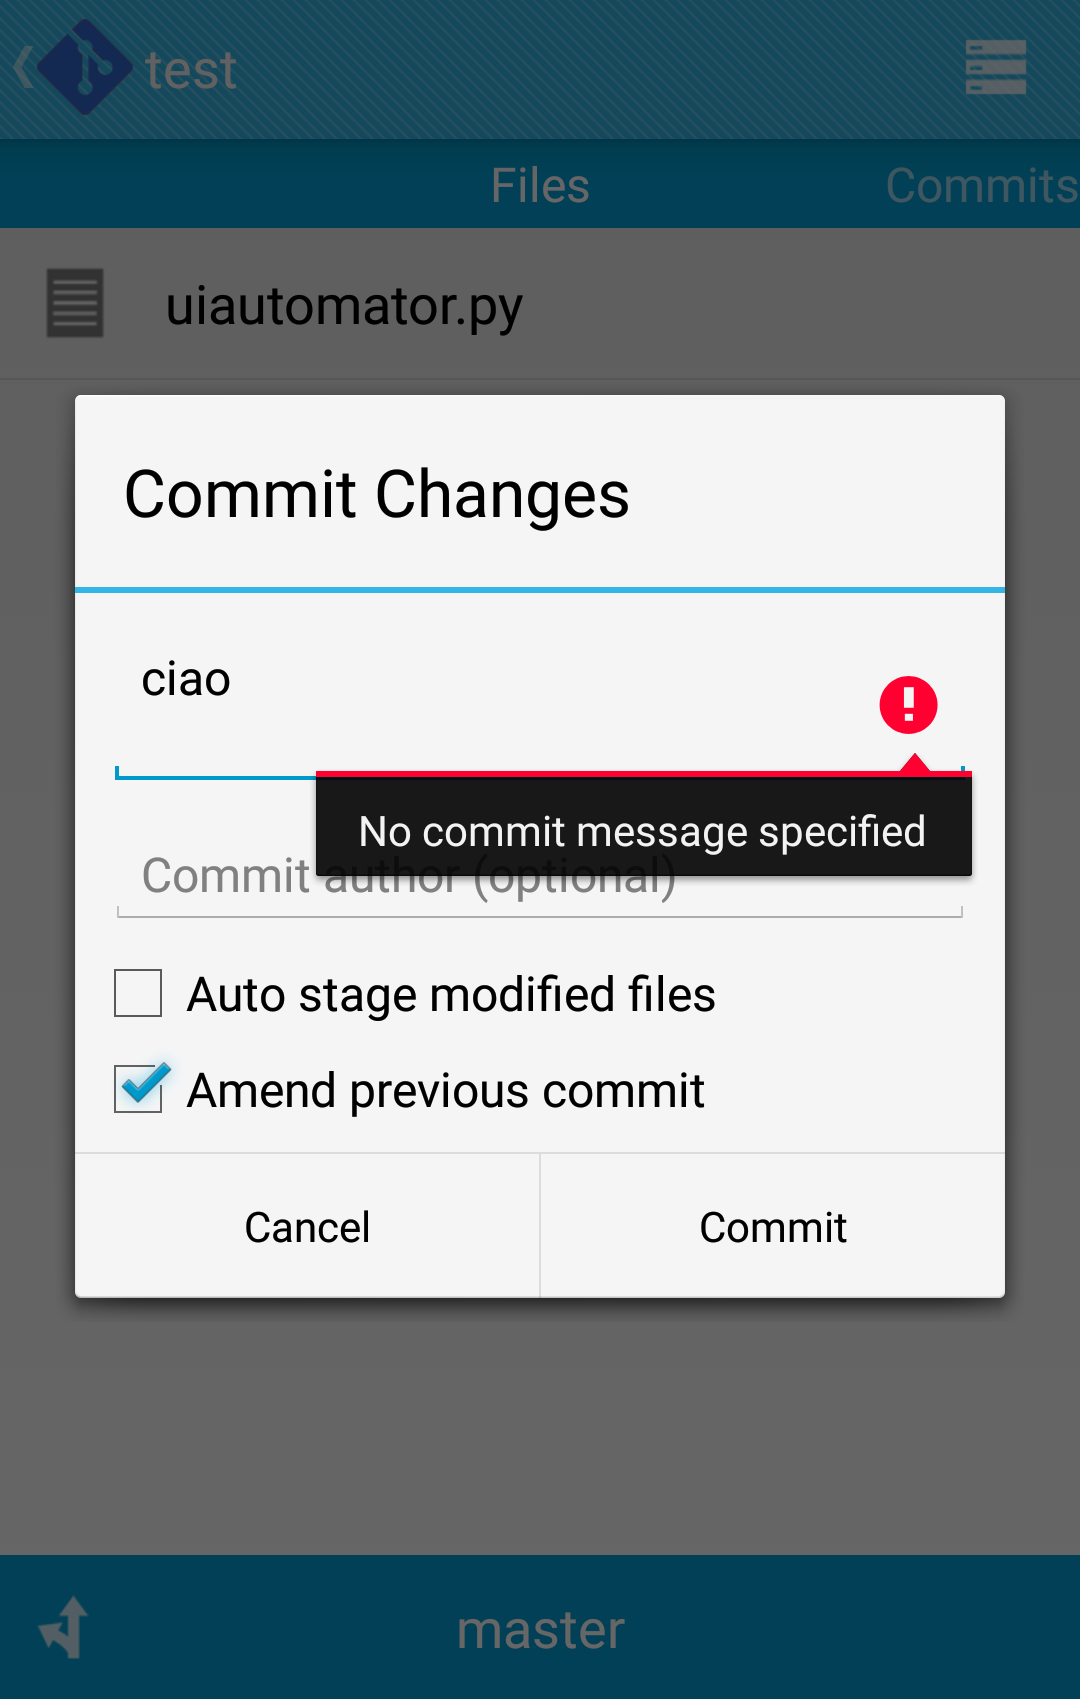 test
Files
Commits
uiautomator.py
Commit Changes
ciao
No commit message specified
Commit author (optional)
Auto stage modified files
Amend previous commit
Cancel
Commit
master